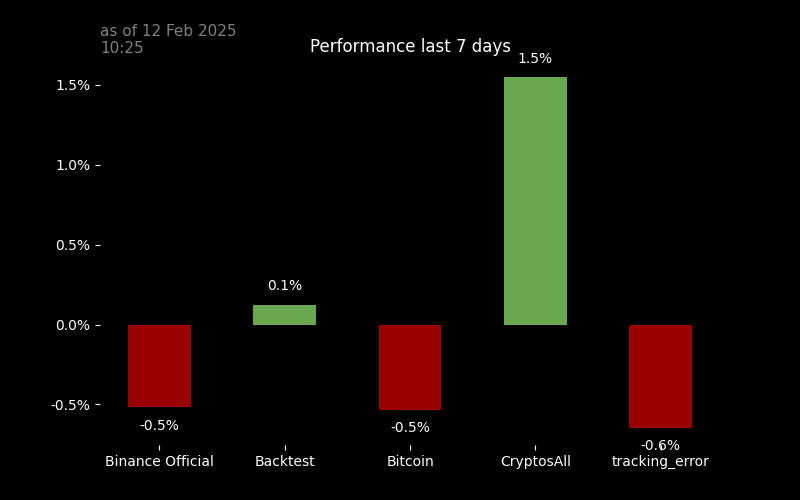 as of 12 Feb 2025
10:25
Performance last 7 days
1.5%
1.5%
1.0%
0.5%
0.1%
0.0%
-0.5%
-0.5%
-0.5%
-0.6%
Binance Official
Backtest
Bitcoin
CryptosAll
tracking_error